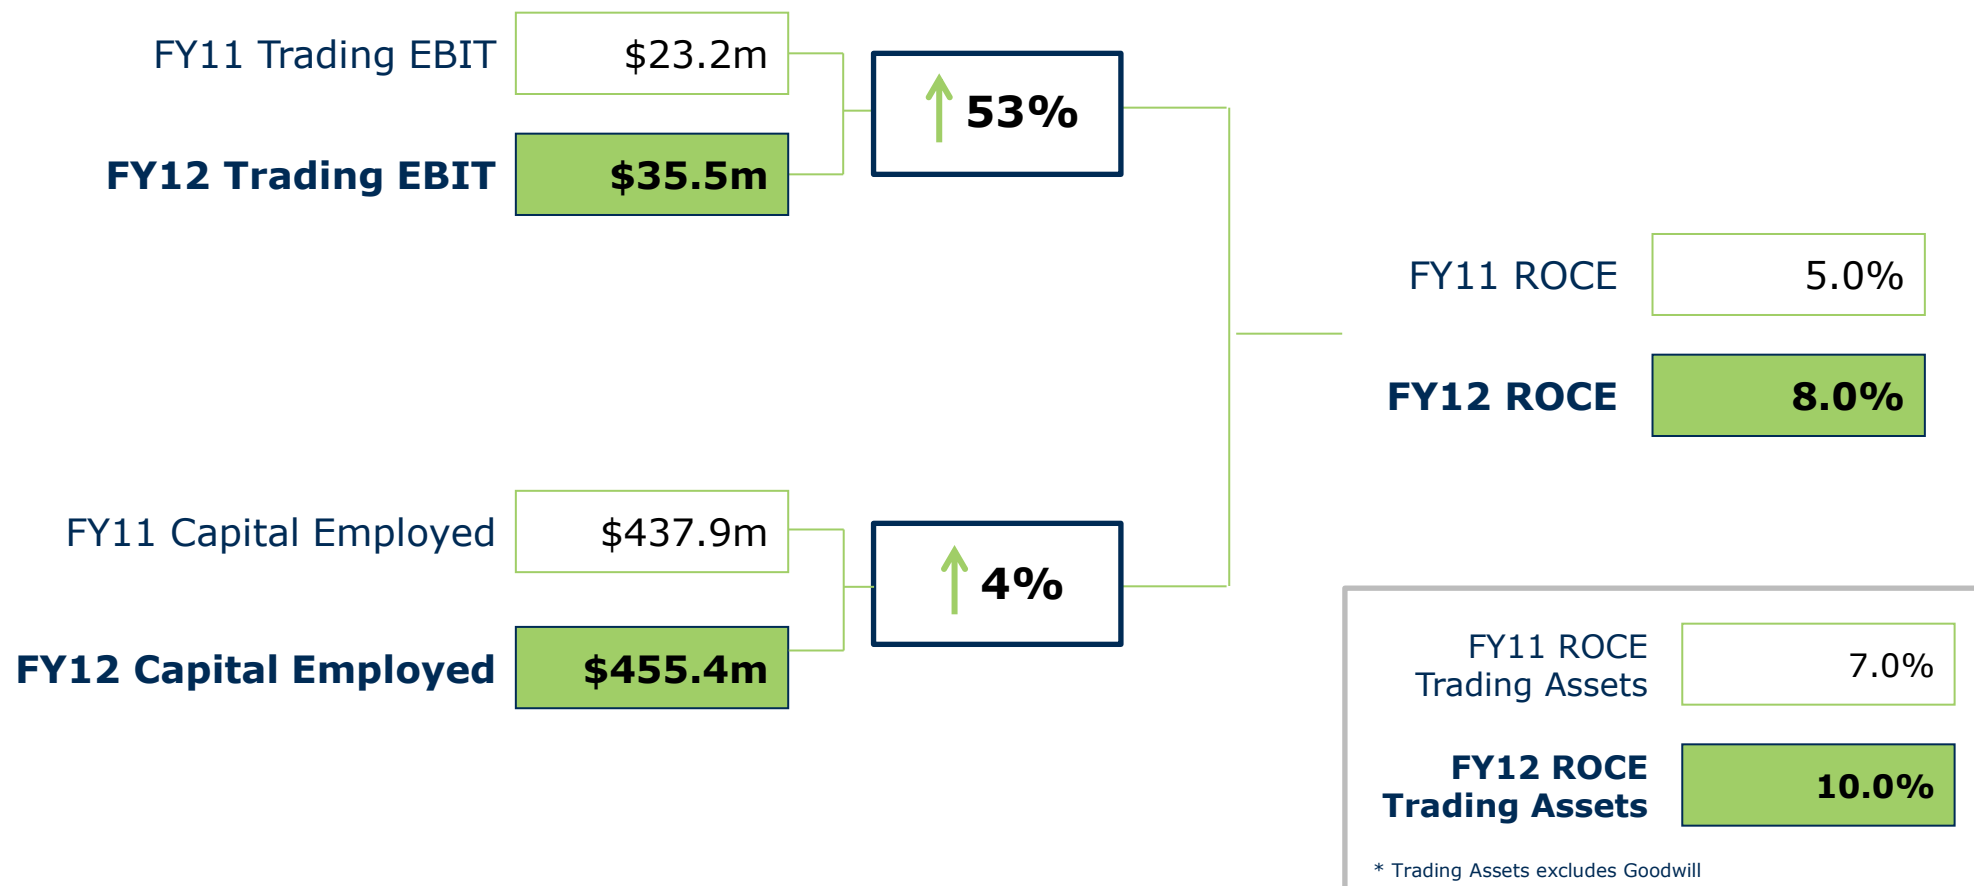 FY11 Trading EBIT $23.2m
53%
FY12 Trading EBIT $35.5m
FY11 ROCE 5.0%
FY12 ROCE 8.0%
FY11 Capital Employed $437.9m
4%
FY12 Capital Employed $455.4m
FY11 ROCE
Trading Assets
7.0%
FY12 ROCE
Trading Assets
10.0%
* Trading Assets excludes Goodwill